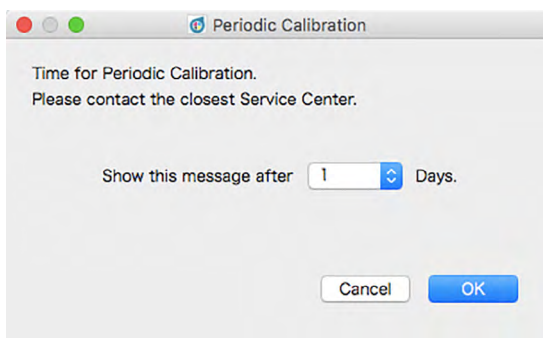 Periodic Calibration
Time for Periodic Calibration.
Please contact the closest Service Center.
Show this message after 1 Days.
Cancel OK